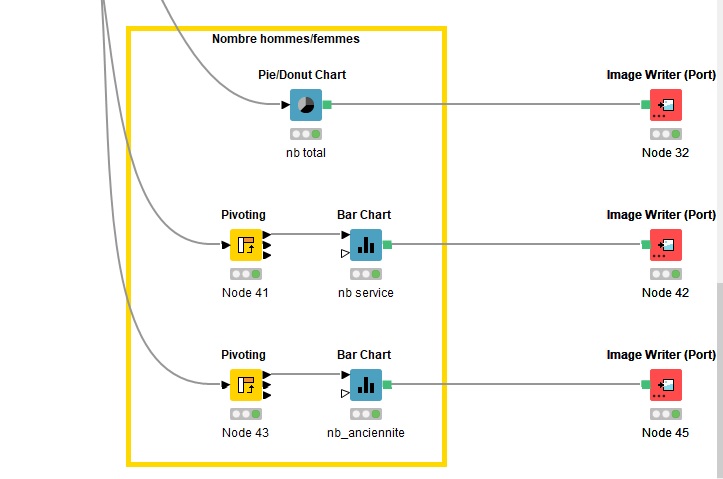 Nombre hommes/femmes
Pie/Donut Chart
Image Writer (Port)
nb total
Node 32
Pivoting
Bar Chart
Image Writer (Port)
Node 41
nb service
Node 42
Pivoting
Bar Chart
Image Writer (Port)
Node 43
nb_anciennite
Node 45